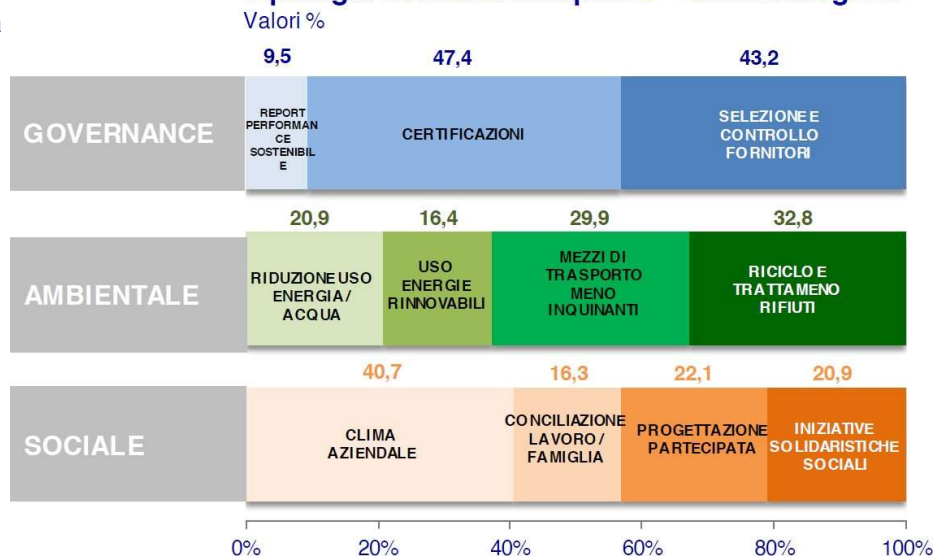 Valori %
9,5 47,4 43,2
GOVERNANCE
REPORT
PERFORMAN
CE
SOSTENIBIL
E
CERTIFICAZIONI
SELEZIONE E
CONTROLLO
FORNITORI
20,9 16,4 29,9 32,8
AMBIENTALE
RIDUZIONE USO
ENERGIA /
ACQUA
USO
ENERGIE
RINNOVABILI
MEZZI DI
TRASPORTO
MENO
INQUINANTI
RICICLO E
TRATTAMENO
RIFIUTI
40,7 16,3 22,1 20,9
SOCIALE
CLIMA
AZIENDALE
CONCILIAZIONE
LAVORO /
FAMIGLIA
PROGETTAZIONE
PARTECIPATA
INIZIATIVE
SOLIDARISTICHE
SOCIALI
0% 20% 40% 60% 80% 100%